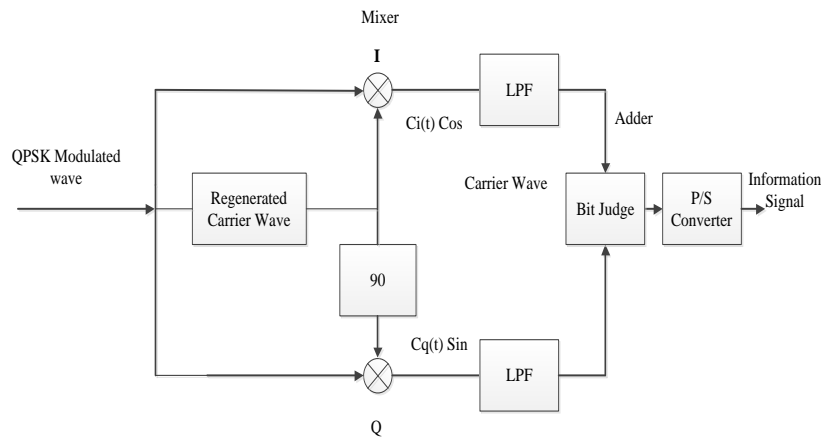 Mixer
I
LPF
Ci(t) Cos
Adder
QPSK Modulated
wave
Regenerated
Carrier Wave
Carrier Wave
Bit Judge
P/S
Converter
Information
Signal
90
Cq(t) Sin
LPF
Q